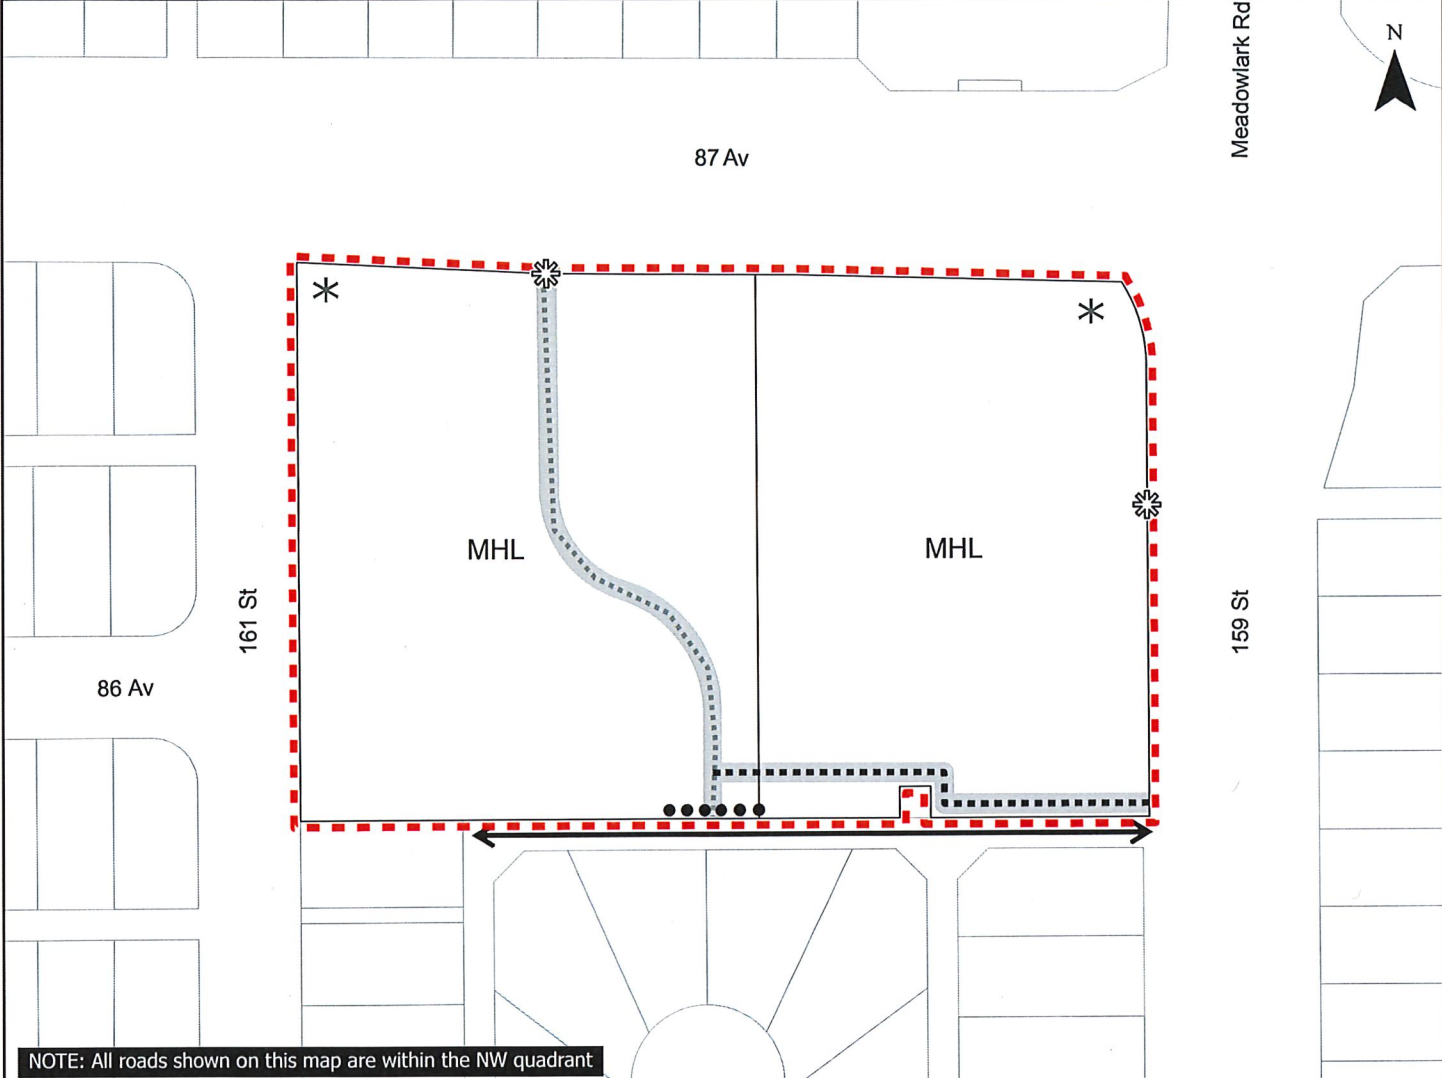 Meadowlark Rd
N
87 Av
MHL
MHL
161 St
159 St
86 Av
NOTE: All roads shown on this map are within the NW quadrant